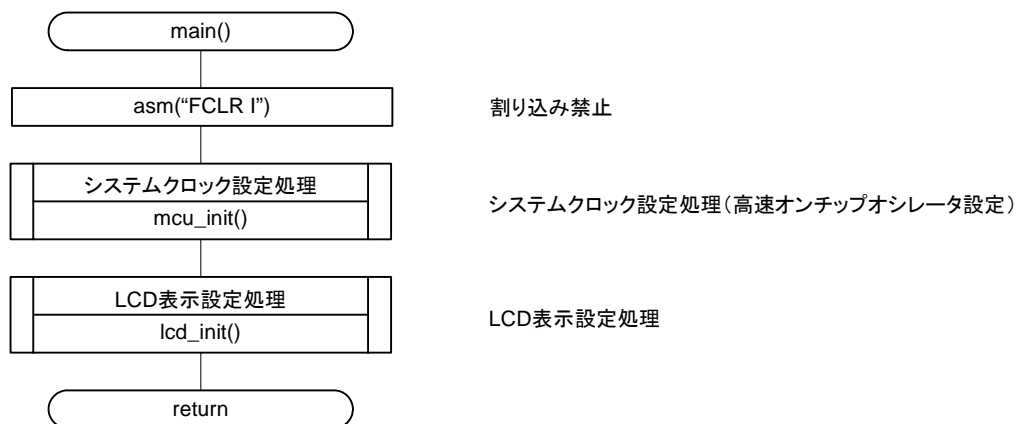 main()
asm(“FCLR I”)
割り込み禁止
システムクロック設定処理
mcu_init()
システムクロック設定処理（高速オンチップオシレータ設定）
LCD表示設定処理
lcd_init()
LCD表示設定処理
return